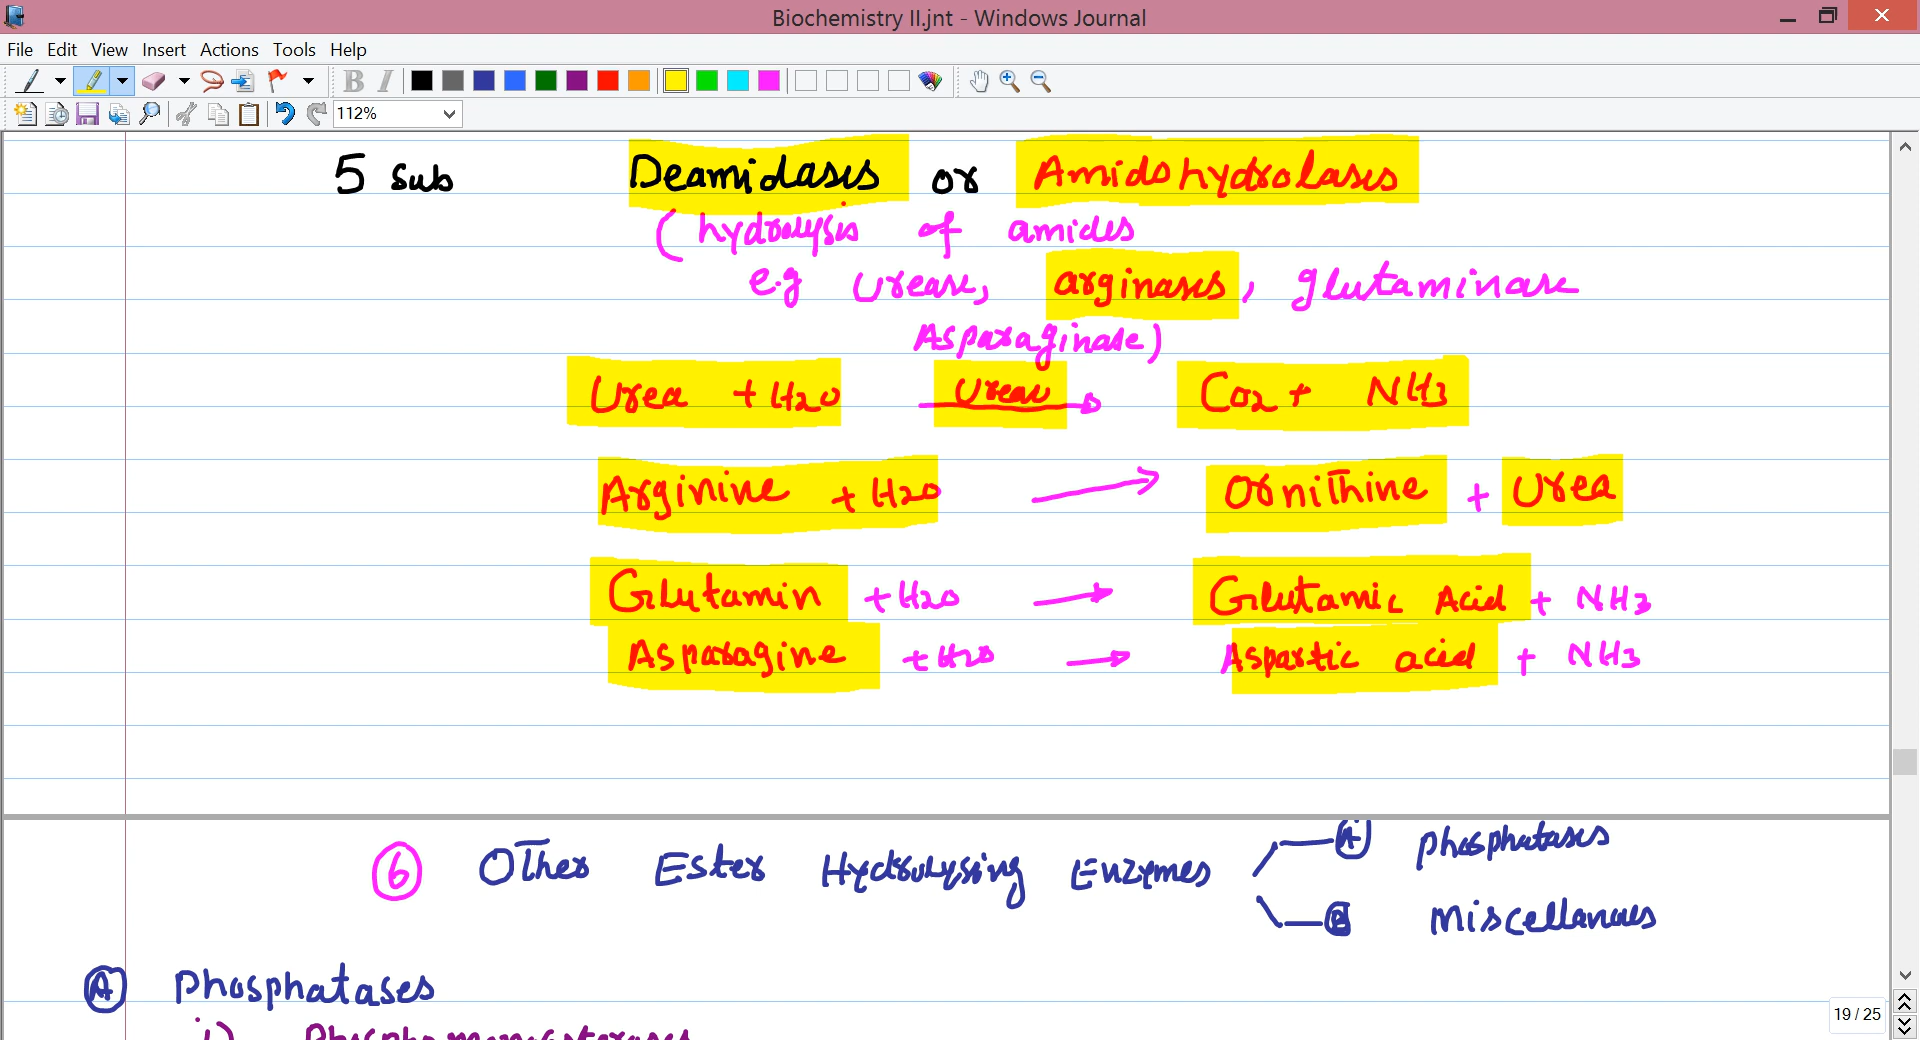 Biochemistry II.jnt - Windows Journal
File Edit View Insert Actions Tools Help
B I
112%
5 Sub Deamidases or Amidohydrolases
(hydrolysis of amides
e.g Urease, arginases, glutaminase
Asparaginase)
Urea + H2O Urease CO2 + NH3
Arginine + H2O → Ornithine + Urea
Glutamin + H2O → Glutamic Acid + NH3
Asparagine + H2O → Aspartic acid + NH3
6 Other Ester Hydrolysing Enzymes A Phosphatases
B
A Phosphatases
i) Phosphomonoesterases
19 / 25